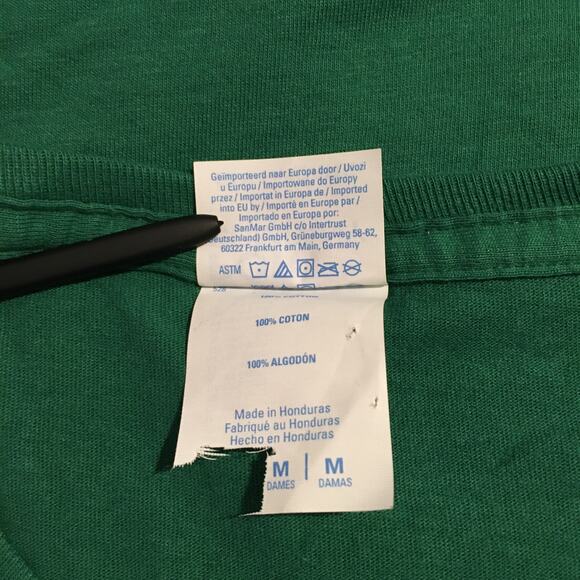 Geïmporteerd naar Europa door / Uvozi
u Europu / Importowane do Europy
przez / Importat in Europa de / Imported
into EU by / Importé en Europe par /
Importado en Europa por:
SanMar GmbH c/o Intertrust
Deutschland) GmbH, Grüneburgweg 58-62,
60322 Frankfurt am Main, Germany
ASTM
100% COTON
100% ALGODÓN
Made in Honduras
Fabriqué au Honduras
Hecho en Honduras
M | M
DAMES DAMAS